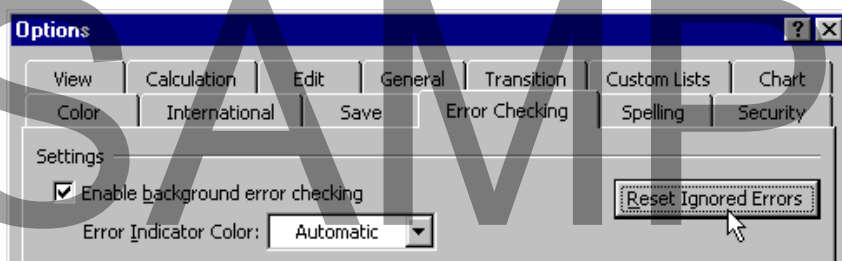 Options
View Calculation Edit General Transition Custom Lists Chart
Color International Save Error Checking Spelling Security
Settings
Enable background error checking
Reset Ignored Errors
Error Indicator Color: Automatic
SAMP